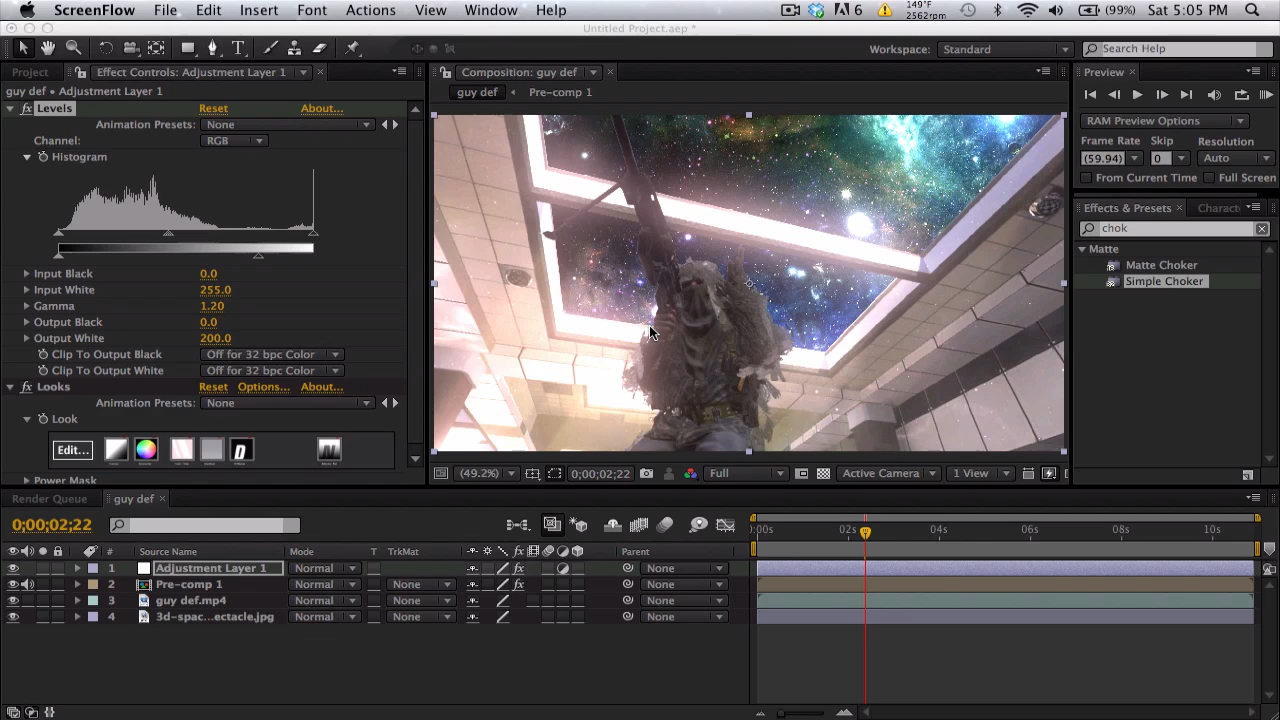 ScreenFlow File Edit Insert Font Actions View Window Help 6 149°F 2562rpm (99%) Sat 5:05 PM
Untitled Project.aep *
Workspace: Standard Search Help
Project Effect Controls: Adjustment Layer 1
guy def • Adjustment Layer 1
fx Levels Reset About...
Animation Presets: None
Channel: RGB
Histogram
Input Black 0.0
Input White 255.0
Gamma 1.20
Output Black 0.0
Output White 200.0
Clip To Output Black Off for 32 bpc Color
Clip To Output White Off for 32 bpc Color
fx Looks Reset Options... About...
Animation Presets: None
Look
Edit...
Power Mask
Composition: guy def
guy def Pre-comp 1
(49.2%) 0;00;02;22 Full Active Camera 1 View
Preview
RAM Preview Options
Frame Rate Skip Resolution
(59.94) 0 Auto
From Current Time Full Screen
Effects & Presets Charact
chok
Matte
Matte Choker
Simple Choker
Render Queue guy def
0;00;02;22
:00s 02s 04s 06s 08s 10s
# Source Name Mode T TrkMat fx Parent
1 Adjustment Layer 1 Normal fx None
2 Pre-comp 1 Normal None fx None
3 guy def.mp4 Normal None None
4 3d-spac...ectacle.jpg Normal None None